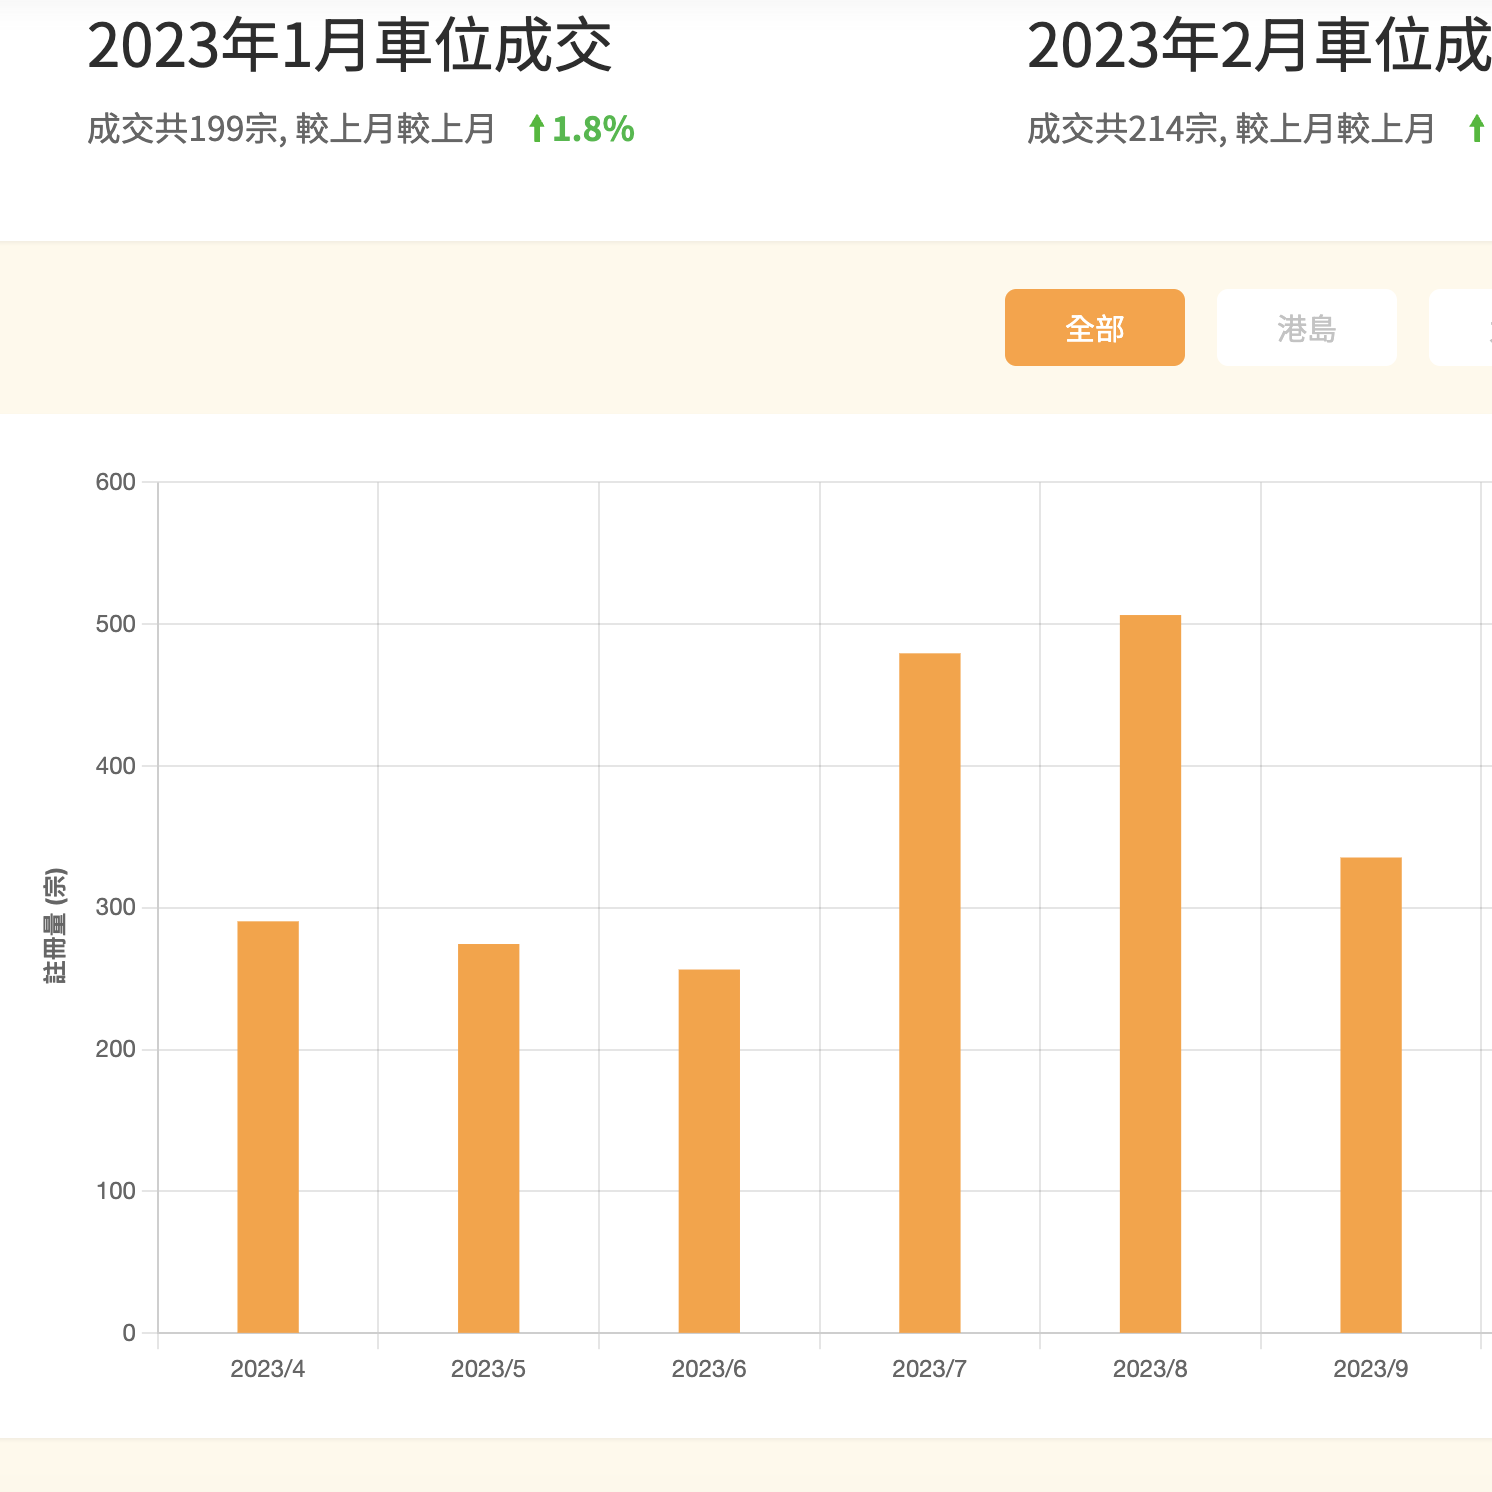 2023年1月車位成交
成交共199宗, 較上月較上月 1.8%
2023年2月車位成
成交共214宗, 較上月較上月
全部
港島
600
500
400
300
200
100
0
註冊量 (宗)
2023/4
2023/5
2023/6
2023/7
2023/8
2023/9